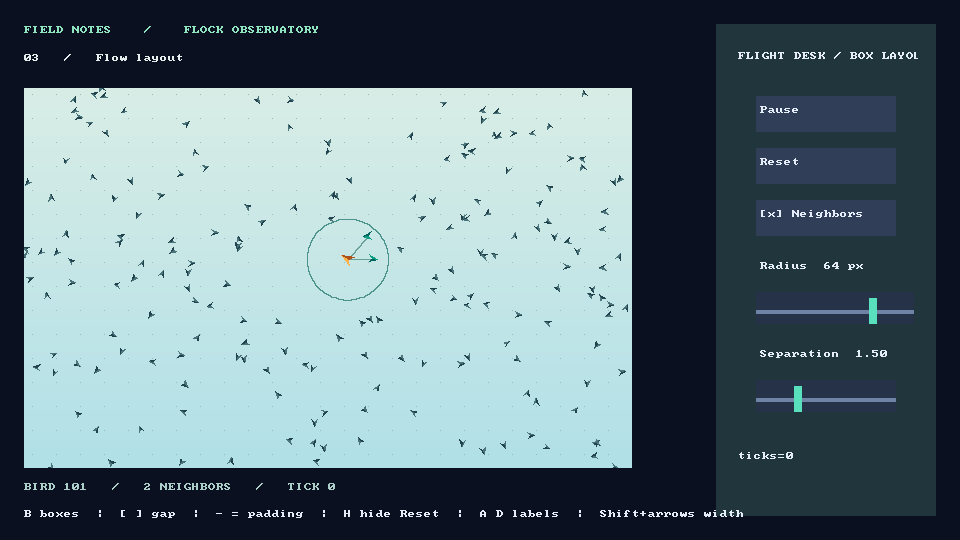 FIELD NOTES / FLOCK OBSERVATORY
03 / Flow layout
FLIGHT DESK / BOX LAYOU
Pause
Reset
[x] Neighbors
Radius 64 px
Separation 1.50
ticks=0
BIRD 101 / 2 NEIGHBORS / TICK 0
B boxes ¦ [ ] gap ¦ - = padding ¦ H hide Reset ¦ A D labels ¦ Shift+arrows width